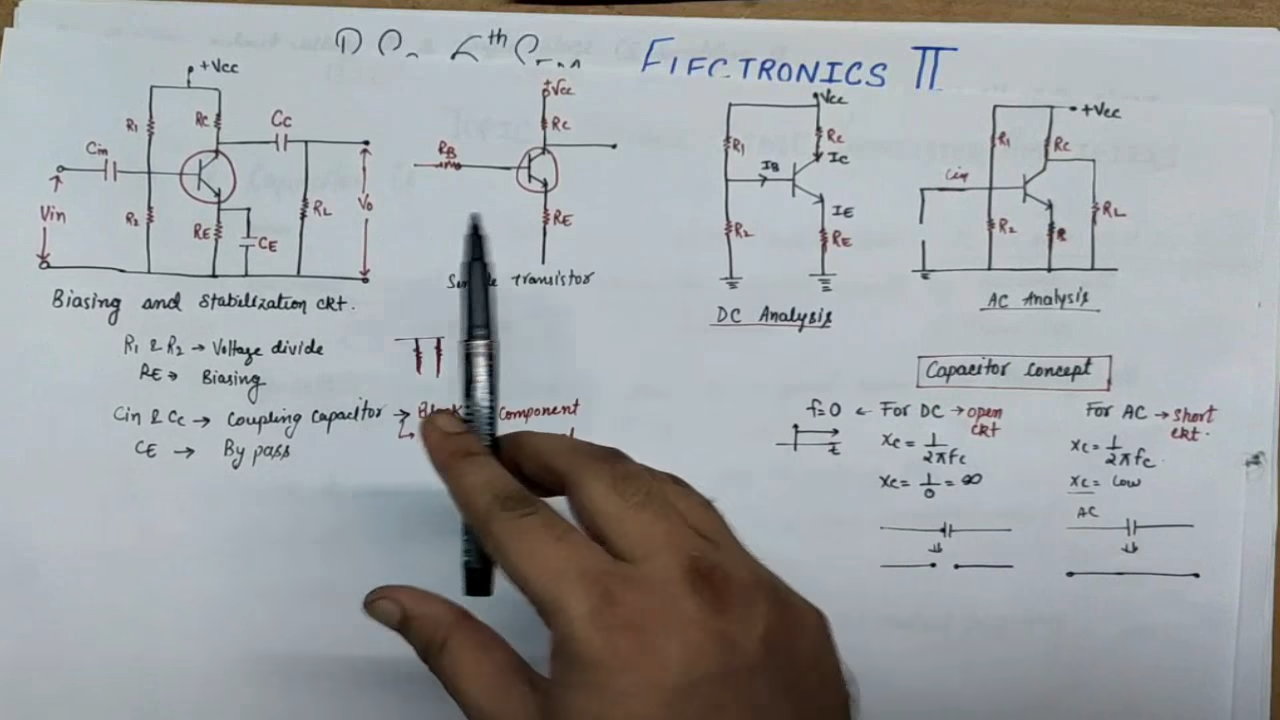 ELECTRONICS II
+Vcc
R1
Rc
Cc
Cin
Vin
R2
RE
CE
RL
Vo
Biasing and Stabilization ckt.
R1 & R2 → Voltage divide
RE → Biasing
Cin & Cc → Coupling Capacitor → Component
CE → By pass
+Vcc
Rc
RB
RE
transistor
Vcc
R1
Rc
Ic
IB
IE
R2
RE
DC Analysis
+Vcc
R1
Rc
Cin
R2
R
RL
AC Analysis
Capacitor Concept
f=0 ← For DC → open ckt
t
Xc = 1/2πfc
Xc = 1/0 = ∞
For AC → short ckt.
Xc = 1/2πfc.
Xc = low
AC